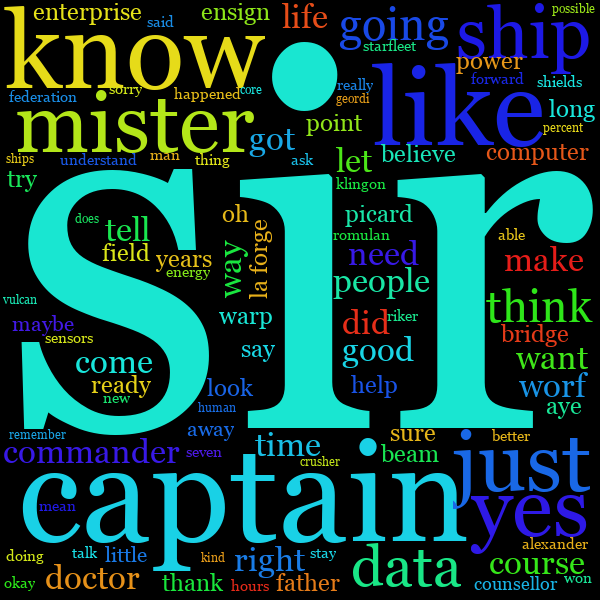 enterprise
said
ensign
life
going
ship
possible
know
starfleet
power
like
federation
sorry
happened
core
really
geordi
forward
shields
mister
got
point
long
percent
ships
understand
man
thing
ask
let
believe
computer
try
klingon
sir
does
tell
oh
way
la forge
picard
romulan
able
field
years
energy
need
make
people
vulcan
maybe
sensors
warp
did
riker
think
bridge
say
good
want
come
ready
new
look
help
worf
human
aye
remember
away
sure
better
commander
seven
time
beam
just
crusher
captain
yes
mean
data
alexander
doing
talk
little
kind
right
stay
course
okay
doctor
thank
hours
father
counsellor
won